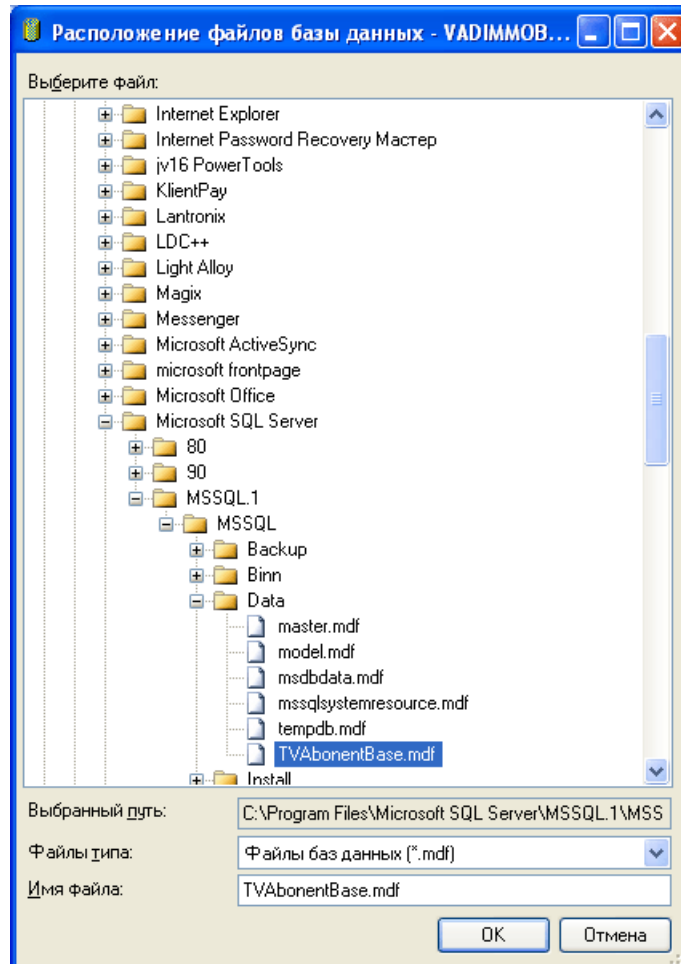 Расположение файлов базы данных - VADIMMOB...
Выберите файл:
Internet Explorer
Internet Password Recovery Мастер
jv16 PowerTools
KlientPay
Lantronix
LDC++
Light Alloy
Magix
Messenger
Microsoft ActiveSync
microsoft frontpage
Microsoft Office
Microsoft SQL Server
80
90
MSSQL.1
MSSQL
Backup
Binn
Data
master.mdf
model.mdf
msdbdata.mdf
mssqlsystemresource.mdf
tempdb.mdf
TVAbonentBase.mdf
Install
Выбранный путь: C:\Program Files\Microsoft SQL Server\MSSQL.1\MSS
Файлы типа: Файлы баз данных (*.mdf)
Имя файла: TVAbonentBase.mdf
OK Отмена